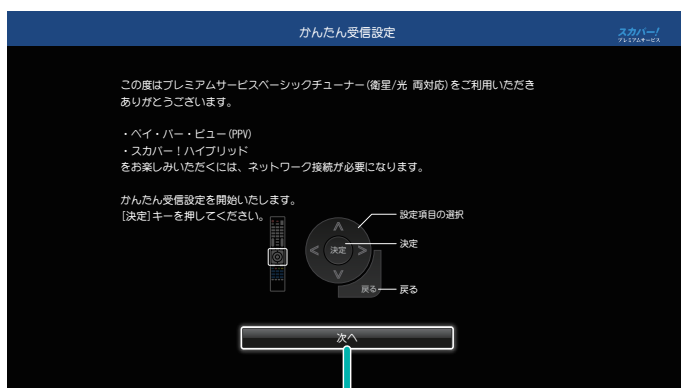 かんたん受信設定
スカパー!
プレミアムサービス
この度はプレミアムサービスベーシックチューナー(衛星/光 両対応)をご利用いただき
ありがとうございます。
・ペイ・パー・ビュー(PPV)
・スカパー！ハイブリッド
をお楽しみいただくには、ネットワーク接続が必要になります。
かんたん受信設定を開始いたします。
[決定]キーを押してください。
設定項目の選択
決定
決定
戻る
戻る
次へ